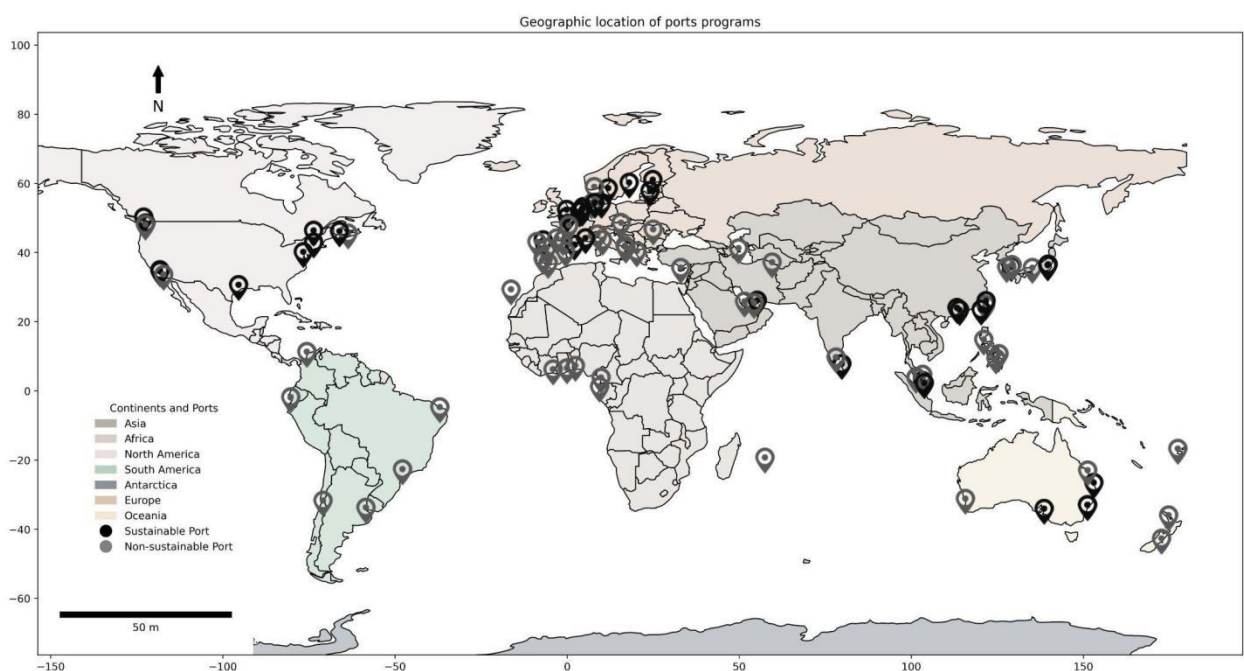 Geographic location of ports programs
100
80
60
40
20
0
−20
−40
−60
N
Continents and Ports
Asia
Africa
North America
South America
Antarctica
Europe
Oceania
Sustainable Port
Non-sustainable Port
50 m
−150
−100
−50
0
50
100
150